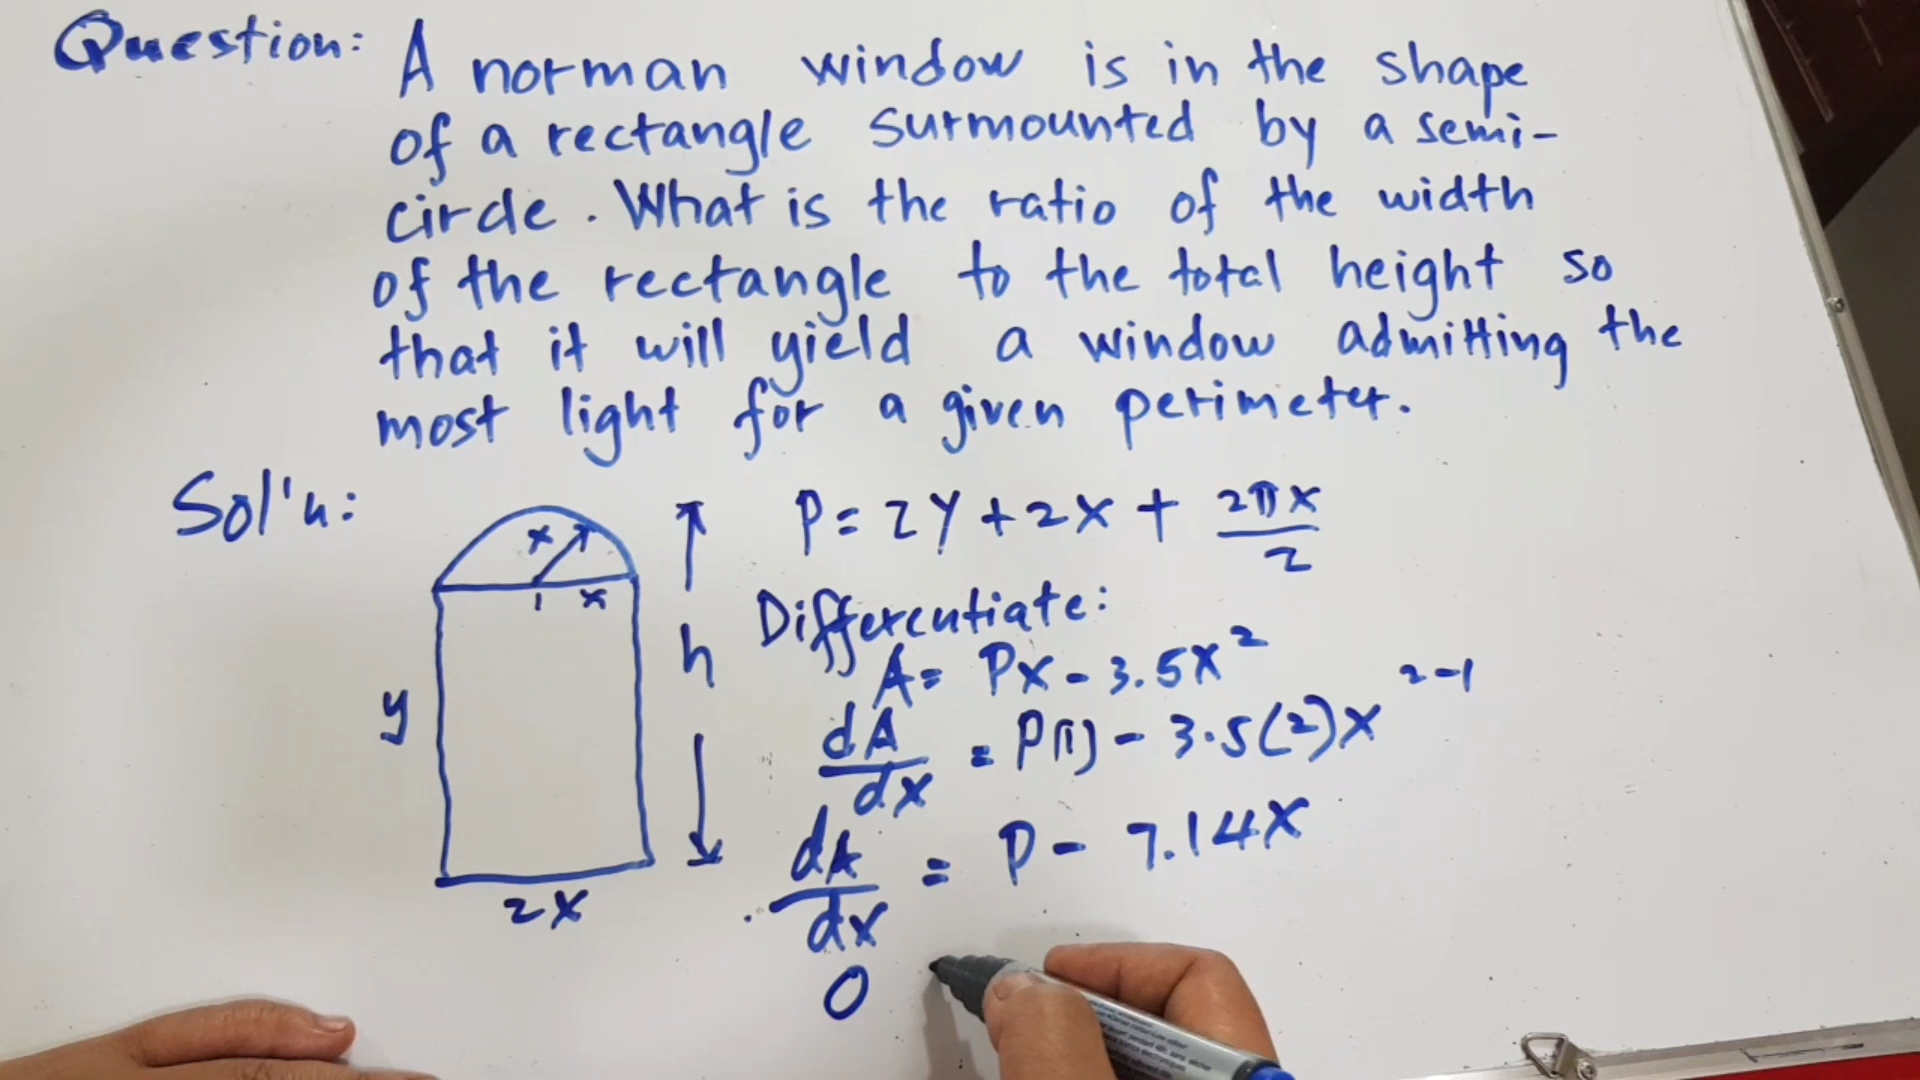 Question: A norman window is in the shape
of a rectangle surmounted by a semi-
circle. What is the ratio of the width
of the rectangle to the total height so
that it will yield a window admitting the
most light for a given perimeter.
Sol'n:
x
x
y
h
2x
P = 2y + 2x + 2πx/2
Differentiate:
A = Px - 3.5x²
dA/dx = P(1) - 3.5(2)x²⁻¹
dA/dx = P - 7.14x
0